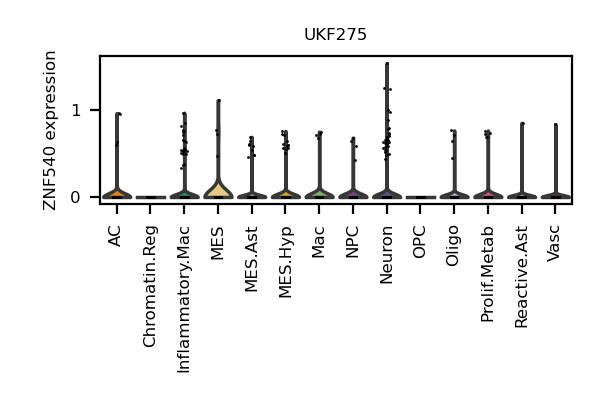 UKF275
ZNF540 expression
1
0
AC
Chromatin.Reg
Inflammatory.Mac
MES
MES.Ast
MES.Hyp
Mac
NPC
Neuron
OPC
Oligo
Prolif.Metab
Reactive.Ast
Vasc